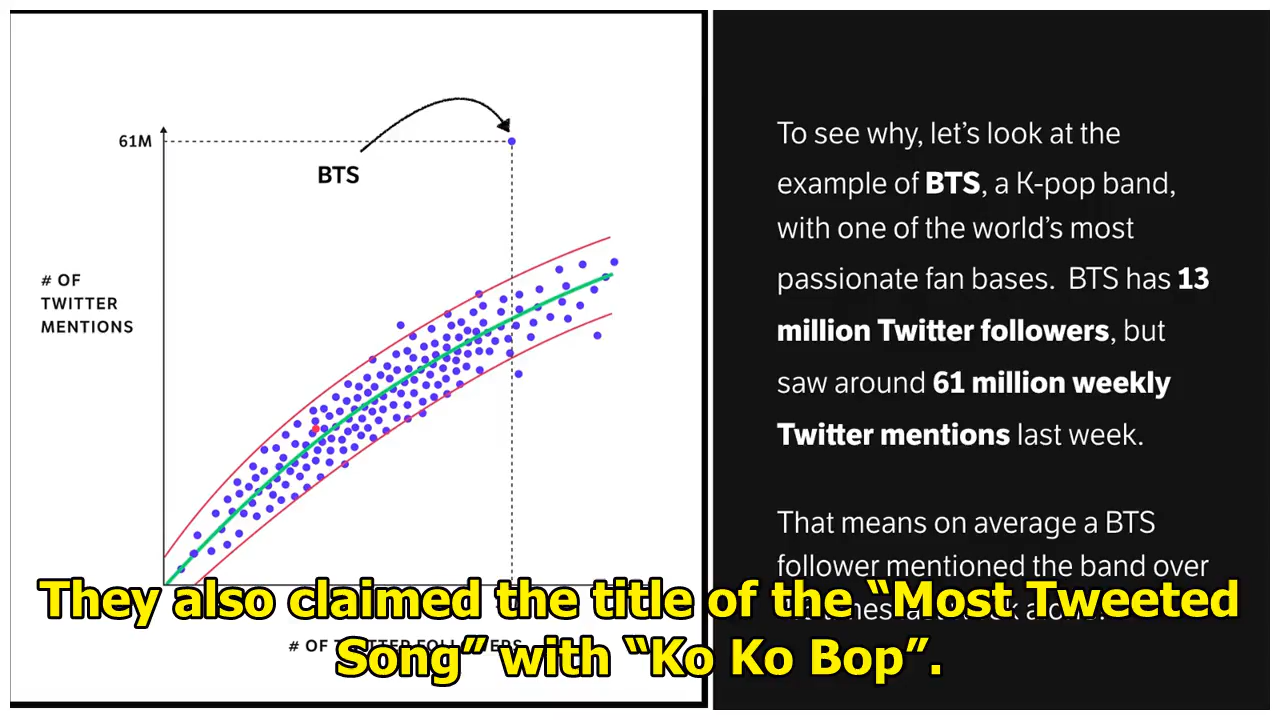 61M
BTS
# OF
TWITTER
MENTIONS
To see why, let’s look at the
example of BTS, a K-pop band,
with one of the world’s most
passionate fan bases.  BTS has 13
million Twitter followers, but
saw around 61 million weekly
Twitter mentions last week.
That means on average a BTS
follower mentioned the band over
They also claimed the title of the “Most Tweeted
Song” with “Ko Ko Bop”.